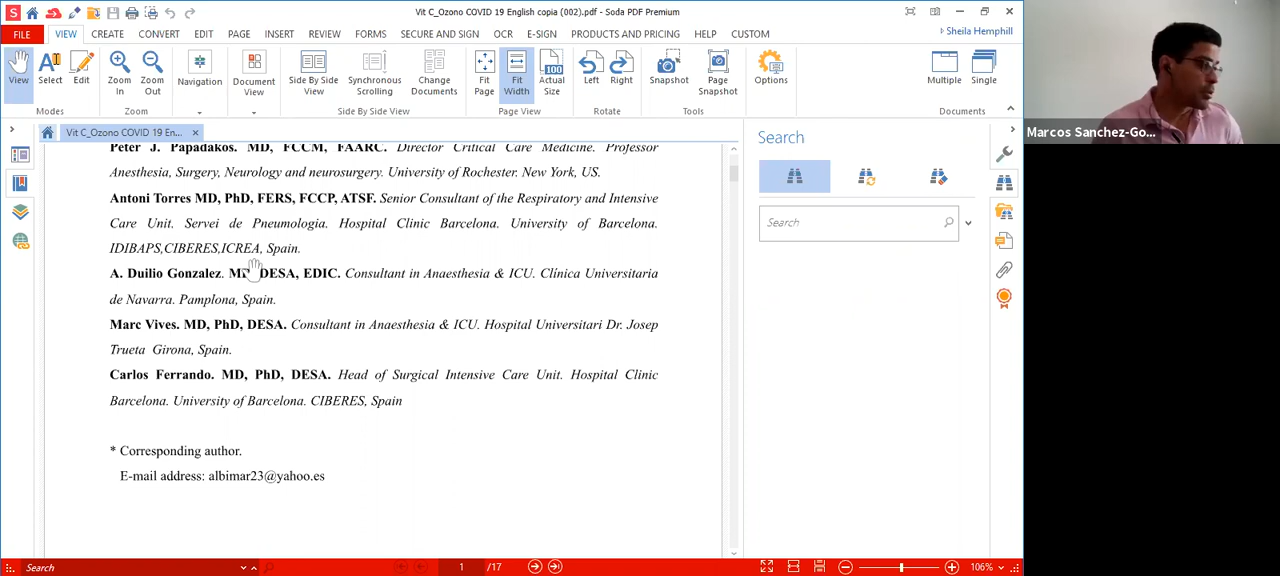 Vit C_Ozono COVID 19 English copia (002).pdf - Soda PDF Premium
S
FILE VIEW CREATE CONVERT EDIT PAGE INSERT REVIEW FORMS SECURE AND SIGN OCR E-SIGN PRODUCTS AND PRICING HELP CUSTOM
Sheila Hemphill
View Select Edit
Zoom In Zoom Out
Navigation
Document View
Side By Side View Synchronous Scrolling Change Documents
Fit Page Fit Width Actual Size
100
Left Right
Snapshot Page Snapshot
Options
Multiple Single
Modes Zoom Side By Side View Page View Rotate Tools Documents
Vit C_Ozono COVID 19 En... ×
Peter J. Papadakos. MD, FCCM, FAARC. Director Critical Care Medicine. Professor
Anesthesia, Surgery, Neurology and neurosurgery. University of Rochester. New York, US.
Antoni Torres MD, PhD, FERS, FCCP, ATSF. Senior Consultant of the Respiratory and Intensive
Care Unit. Servei de Pneumologia. Hospital Clinic Barcelona. University of Barcelona.
IDIBAPS,CIBERES,ICREA, Spain.
A. Duilio Gonzalez. MD, DESA, EDIC. Consultant in Anaesthesia & ICU. Clínica Universitaria
de Navarra. Pamplona, Spain.
Marc Vives. MD, PhD, DESA. Consultant in Anaesthesia & ICU. Hospital Universitari Dr. Josep
Trueta Girona, Spain.
Carlos Ferrando. MD, PhD, DESA. Head of Surgical Intensive Care Unit. Hospital Clinic
Barcelona. University of Barcelona. CIBERES, Spain
* Corresponding author.
E-mail address: albimar23@yahoo.es
Search
Search
Marcos Sanchez-Go...
Search
1 /17
106%